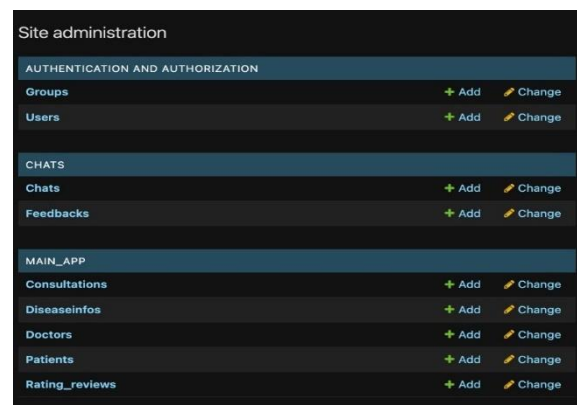 Site administration
AUTHENTICATION AND AUTHORIZATION
Groups + Add Change
Users + Add Change
CHATS
Chats + Add Change
Feedbacks + Add Change
MAIN_APP
Consultations + Add Change
Diseaseinfos + Add Change
Doctors + Add Change
Patients + Add Change
Rating_reviews + Add Change